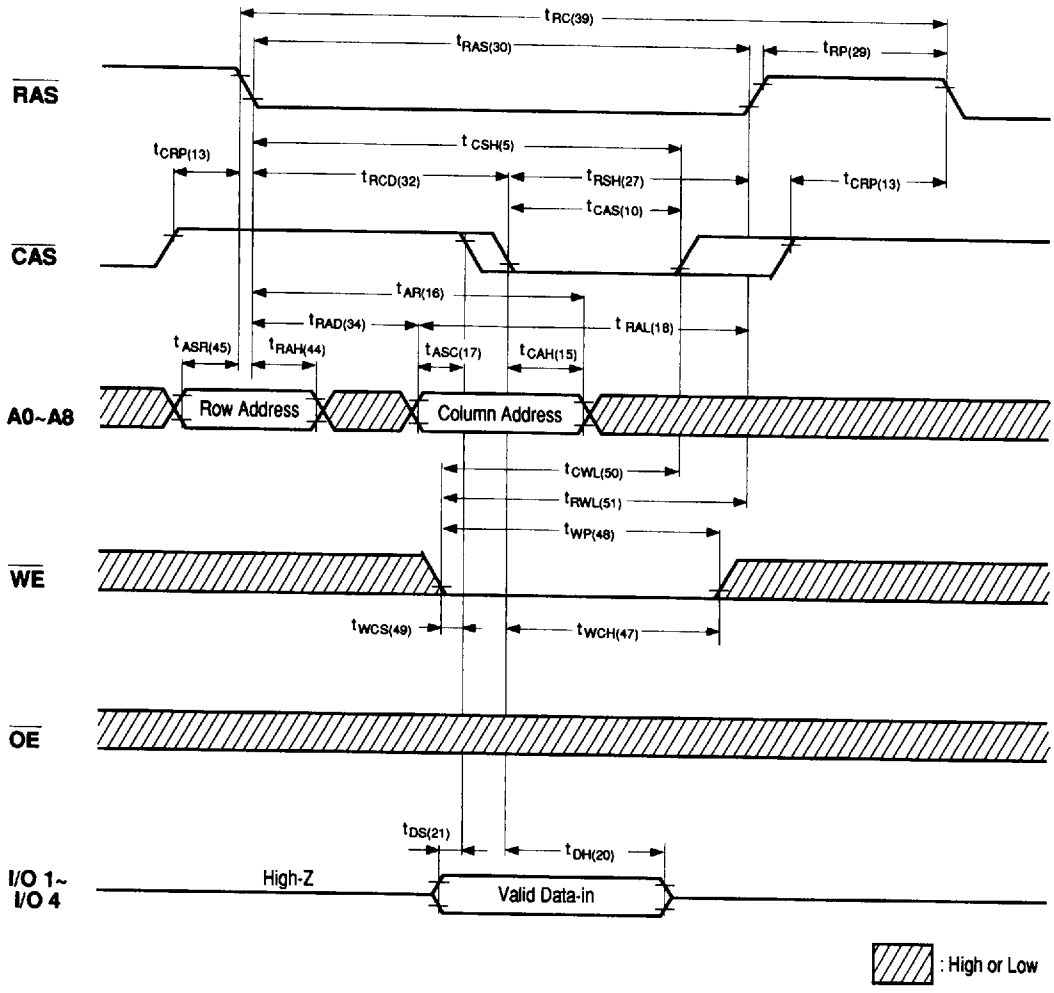 tRC(39)
tRAS(30)
tRP(29)
RAS
tCSH(5)
tCRP(13)
tRCD(32)
tRSH(27)
tCRP(13)
tCAS(10)
CAS
tAR(16)
tRAD(34)
tRAL(18)
tASR(45)
tRAH(44)
tASC(17)
tCAH(15)
A0~A8
Row Address
Column Address
tCWL(50)
tRWL(51)
tWP(48)
WE
tWCS(49)
tWCH(47)
OE
tDS(21)
tDH(20)
I/O 1~
I/O 4
High-Z
Valid Data-in
: High or Low